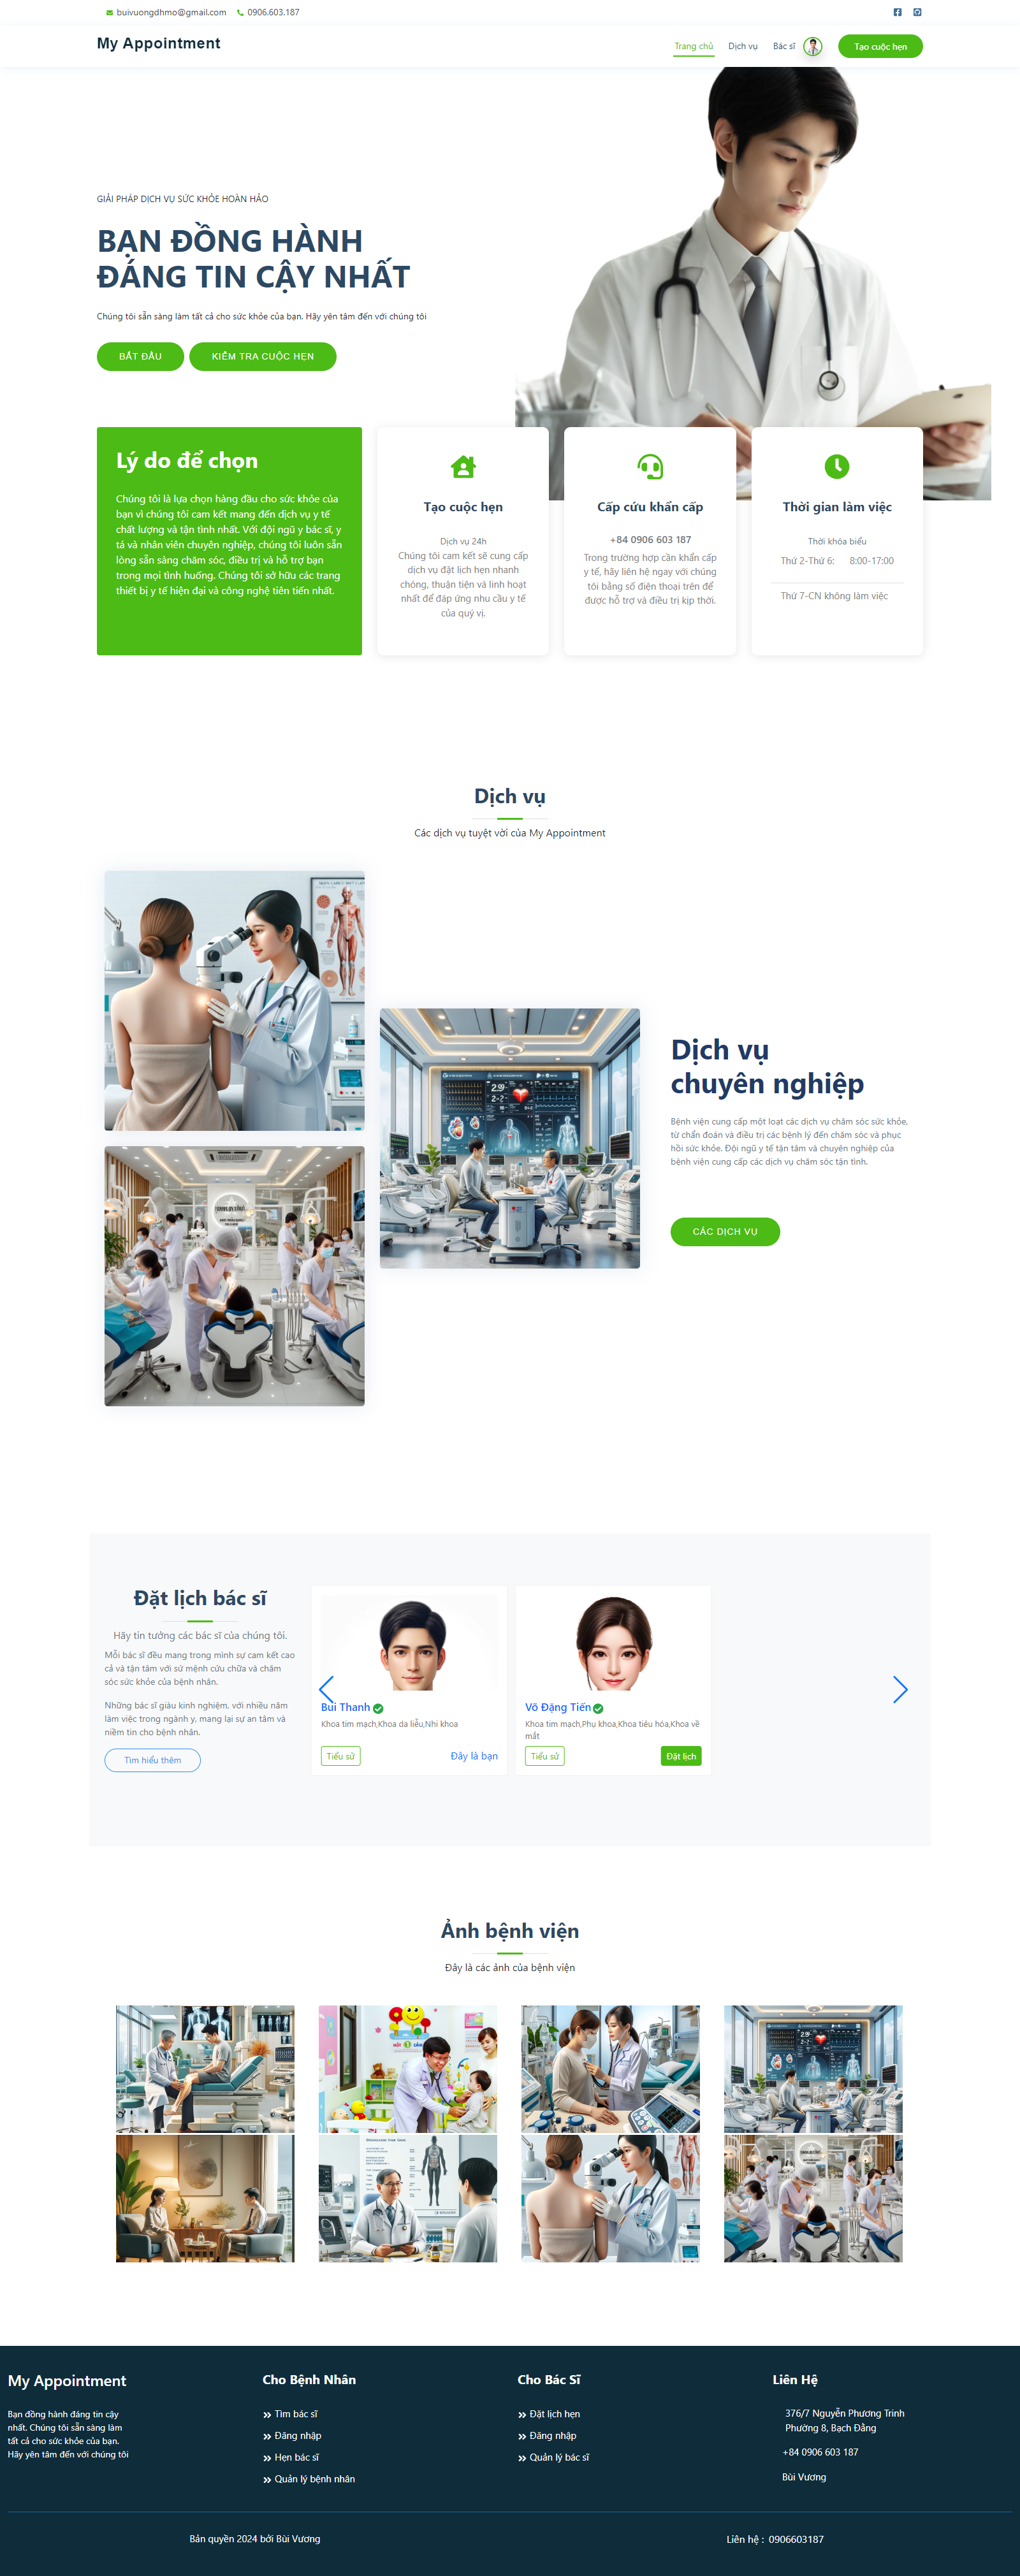 buivuongdhmo@gmail.com 0906.603.187
My Appointment
Trang chủ Dịch vụ Bác sĩ Tạo cuộc hẹn
GIẢI PHÁP DỊCH VỤ SỨC KHỎE HOÀN HẢO
BẠN ĐỒNG HÀNH
ĐÁNG TIN CẬY NHẤT
Chúng tôi sẵn sàng làm tất cả cho sức khỏe của bạn. Hãy yên tâm đến với chúng tôi
BẮT ĐẦU KIỂM TRA CUỘC HẸN
Lý do để chọn
Chúng tôi là lựa chọn hàng đầu cho sức khỏe của
bạn vì chúng tôi cam kết mang đến dịch vụ y tế
chất lượng và tận tình nhất. Với đội ngũ y bác sĩ, y
tá và nhân viên chuyên nghiệp, chúng tôi luôn sẵn
lòng sẵn sàng chăm sóc, điều trị và hỗ trợ bạn
trong mọi tình huống. Chúng tôi sở hữu các trang
thiết bị y tế hiện đại và công nghệ tiên tiến nhất.
Tạo cuộc hẹn
Dịch vụ 24h
Chúng tôi cam kết sẽ cung cấp
dịch vụ đặt lịch hẹn nhanh
chóng, thuận tiện và linh hoạt
nhất để đáp ứng nhu cầu y tế
của quý vị.
Cấp cứu khẩn cấp
+84 0906 603 187
Trong trường hợp cần khẩn cấp
y tế, hãy liên hệ ngay với chúng
tôi bằng số điện thoại trên để
được hỗ trợ và điều trị kịp thời.
Thời gian làm việc
Thời khóa biểu
Thứ 2-Thứ 6: 8:00-17:00
Thứ 7-CN không làm việc
Dịch vụ
Các dịch vụ tuyệt vời của My Appointment
Dịch vụ
chuyên nghiệp
Bệnh viện cung cấp một loạt các dịch vụ chăm sóc sức khỏe,
từ chẩn đoán và điều trị các bệnh lý đến chăm sóc và phục
hồi sức khỏe. Đội ngũ y tế tận tâm và chuyên nghiệp của
bệnh viện cung cấp các dịch vụ chăm sóc tận tình.
CÁC DỊCH VỤ
Đặt lịch bác sĩ
Hãy tin tưởng các bác sĩ của chúng tôi.
Mỗi bác sĩ đều mang trong mình sự cam kết cao
cả và tận tâm với sứ mệnh cứu chữa và chăm
sóc sức khỏe của bệnh nhân.
Những bác sĩ giàu kinh nghiệm, với nhiều năm
làm việc trong ngành y, mang lại sự an tâm và
niềm tin cho bệnh nhân.
Tìm hiểu thêm
Bùi Thanh
Khoa tim mạch,Khoa da liễu,Nhi khoa
Tiểu sử Đây là bạn
Võ Đặng Tiến
Khoa tim mạch,Phụ khoa,Khoa tiêu hóa,Khoa về
mắt
Tiểu sử Đặt lịch
Ảnh bệnh viện
Đây là các ảnh của bệnh viện
My Appointment
Bạn đồng hành đáng tin cậy
nhất. Chúng tôi sẵn sàng làm
tất cả cho sức khỏe của bạn.
Hãy yên tâm đến với chúng tôi
Cho Bệnh Nhân
Tìm bác sĩ
Đăng nhập
Hẹn bác sĩ
Quản lý bệnh nhân
Cho Bác Sĩ
Đặt lịch hẹn
Đăng nhập
Quản lý bác sĩ
Liên Hệ
376/7 Nguyễn Phương Trinh
Phường 8, Bạch Đằng
+84 0906 603 187
Bùi Vương
Bản quyền 2024 bởi Bùi Vương
Liên hệ : 0906603187